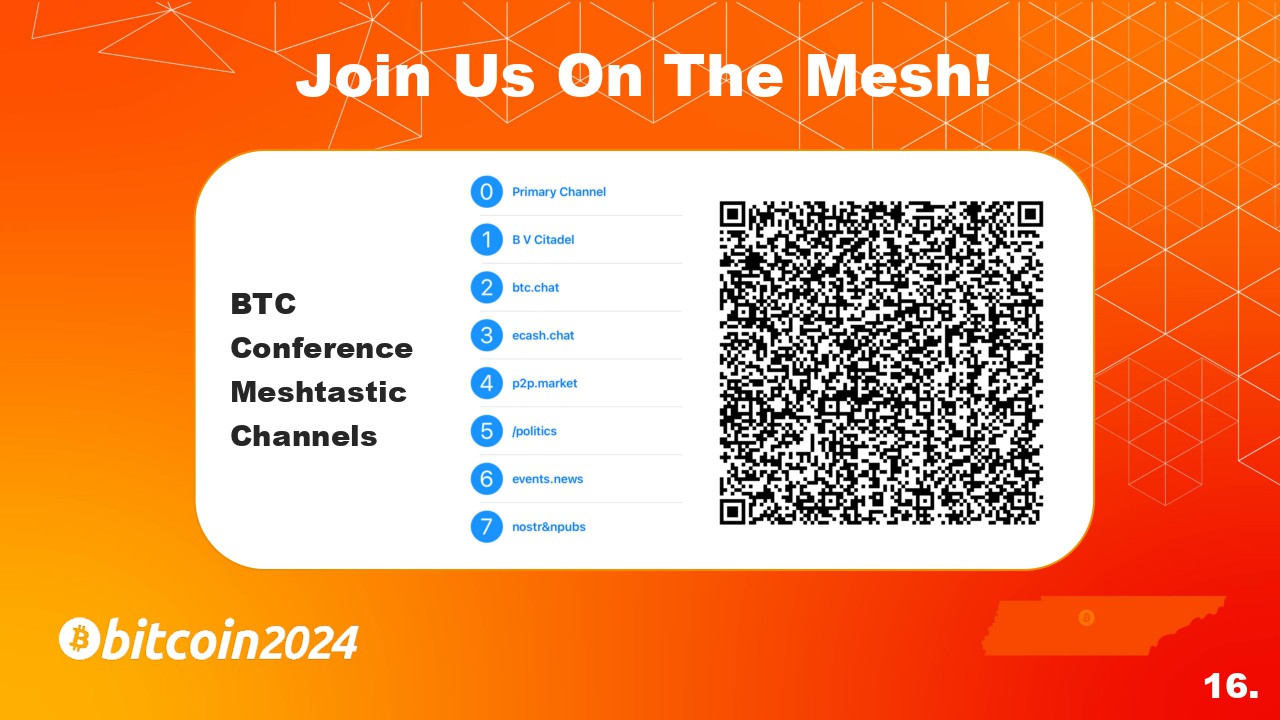 Join Us On The Mesh!
BTC
Conference
Meshtastic
Channels
0 Primary Channel
1 B V Citadel
2 btc.chat
3 ecash.chat
4 p2p.market
5 /politics
6 events.news
7 nostr&npubs
bitcoin2024
16.